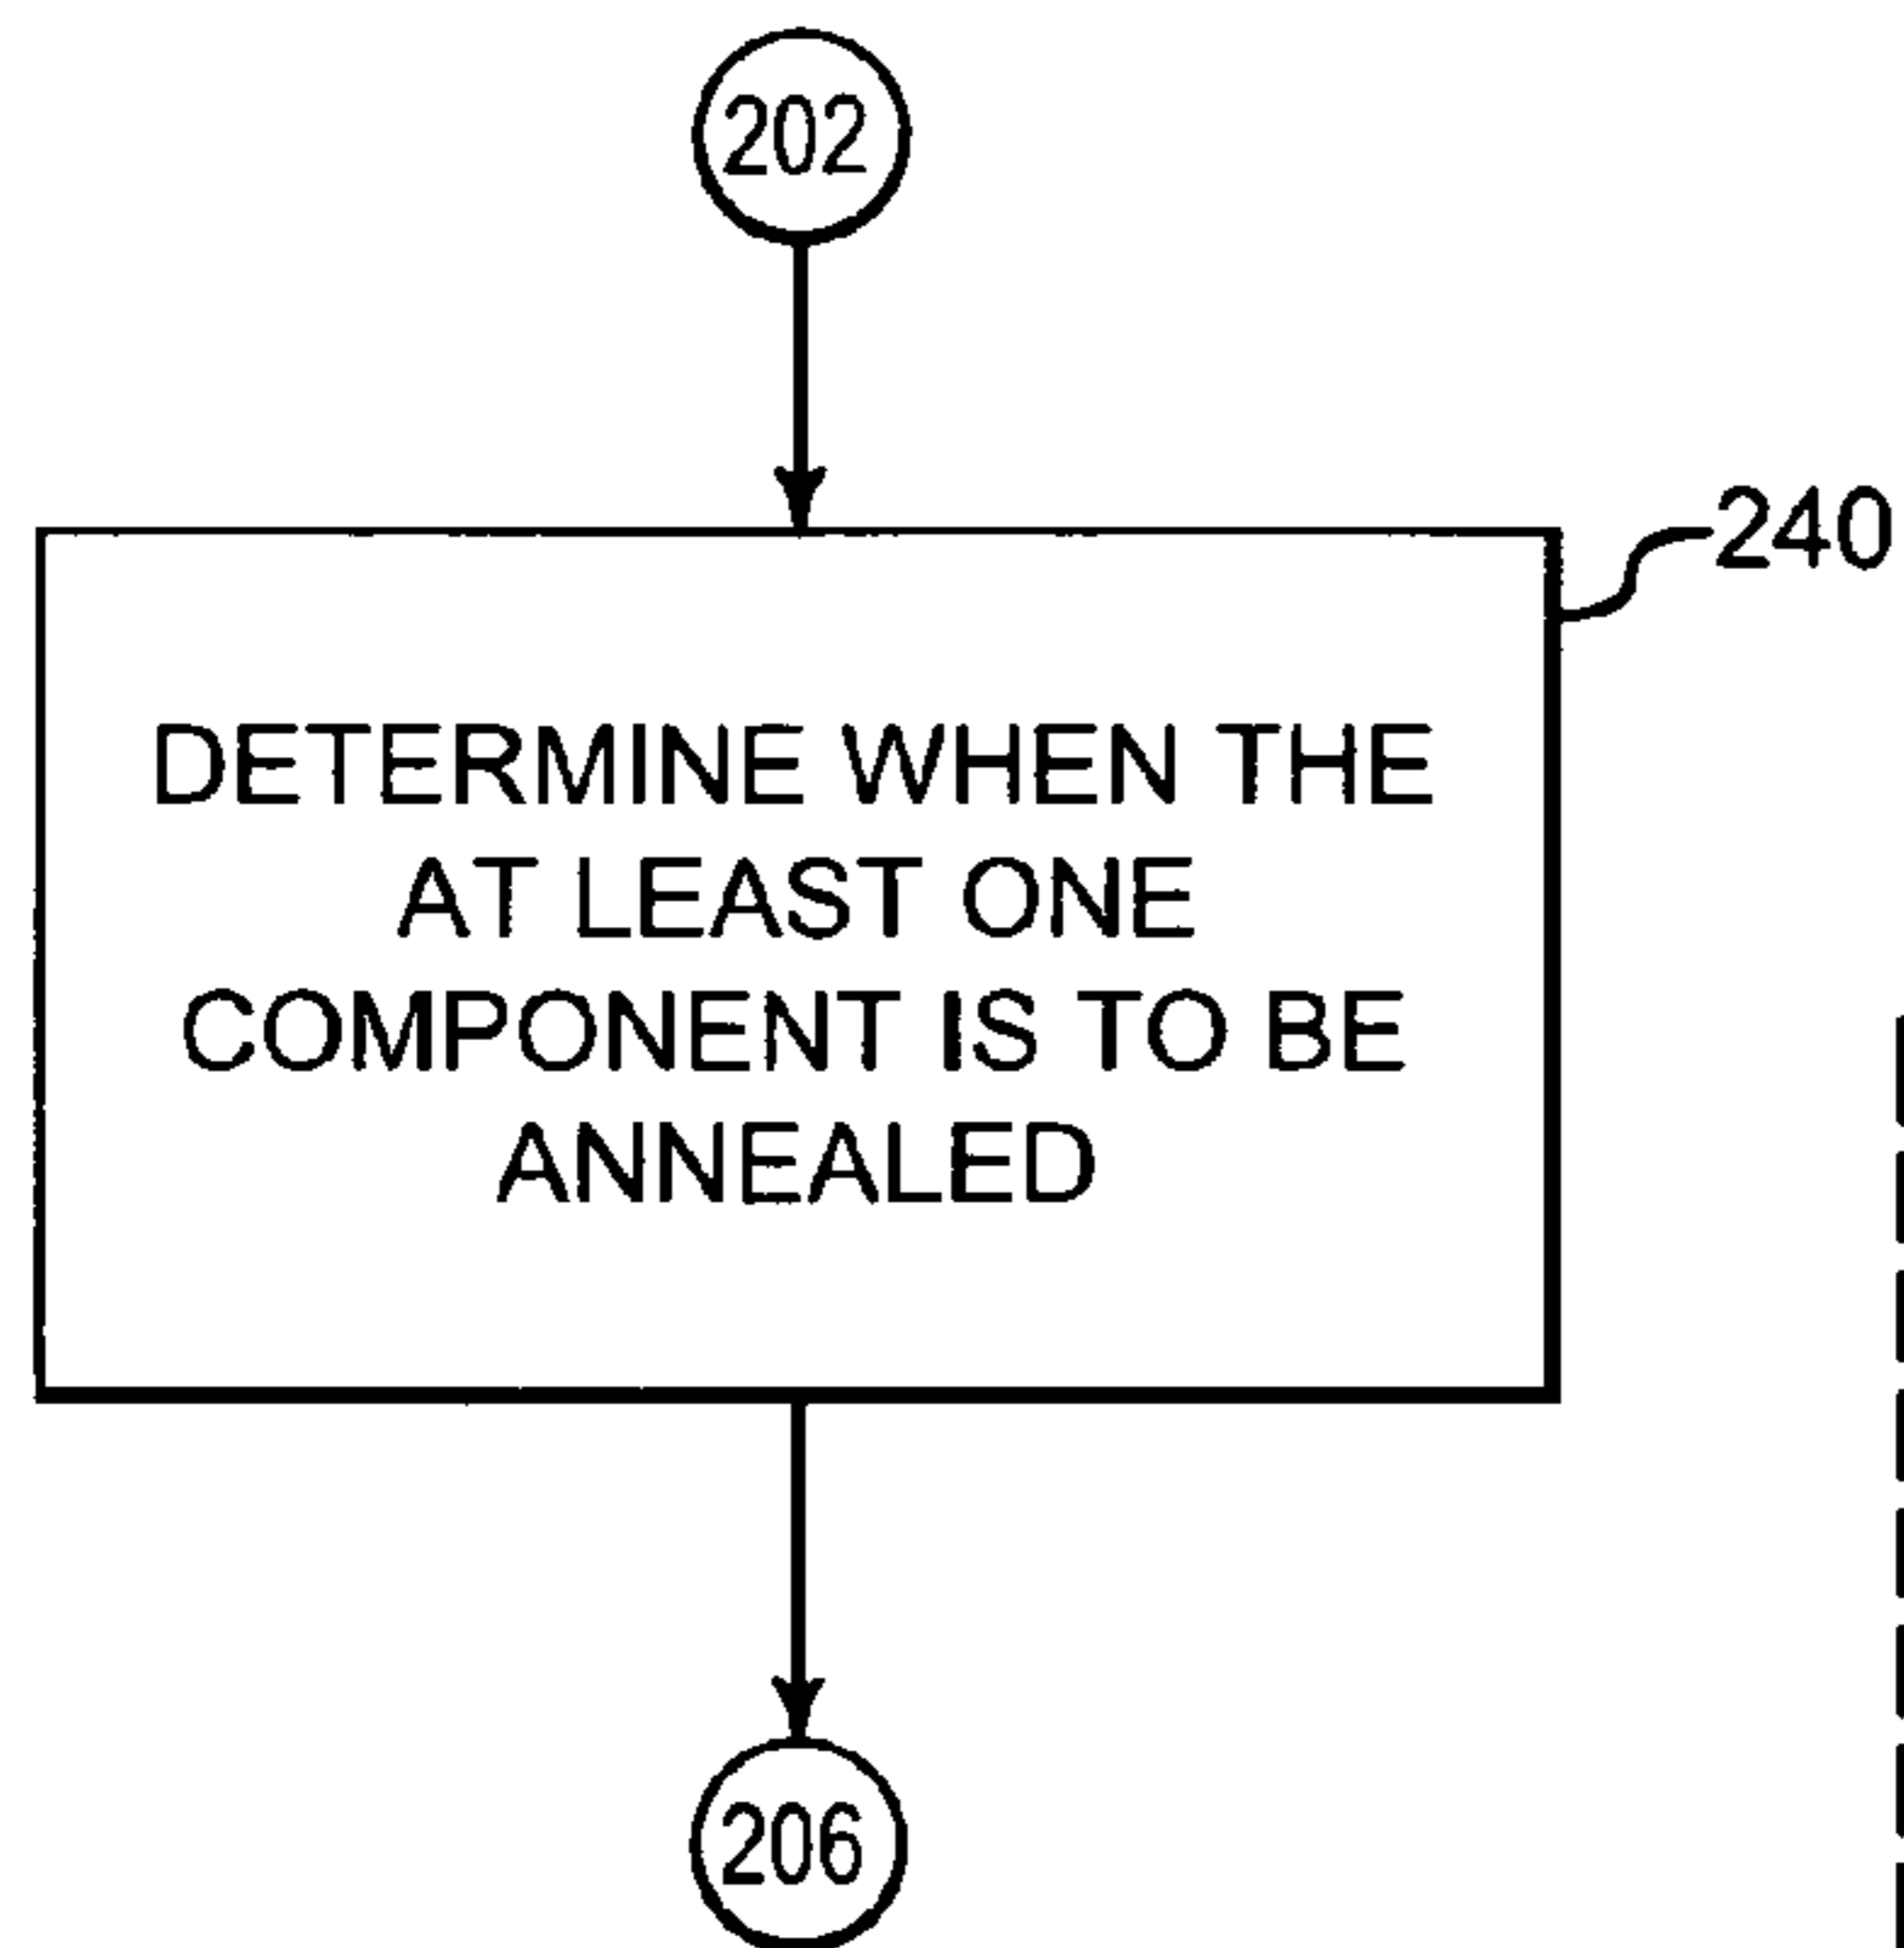 202
240
DETERMINE WHEN THE
AT LEAST ONE
COMPONENT IS TO BE
ANNEALED
206